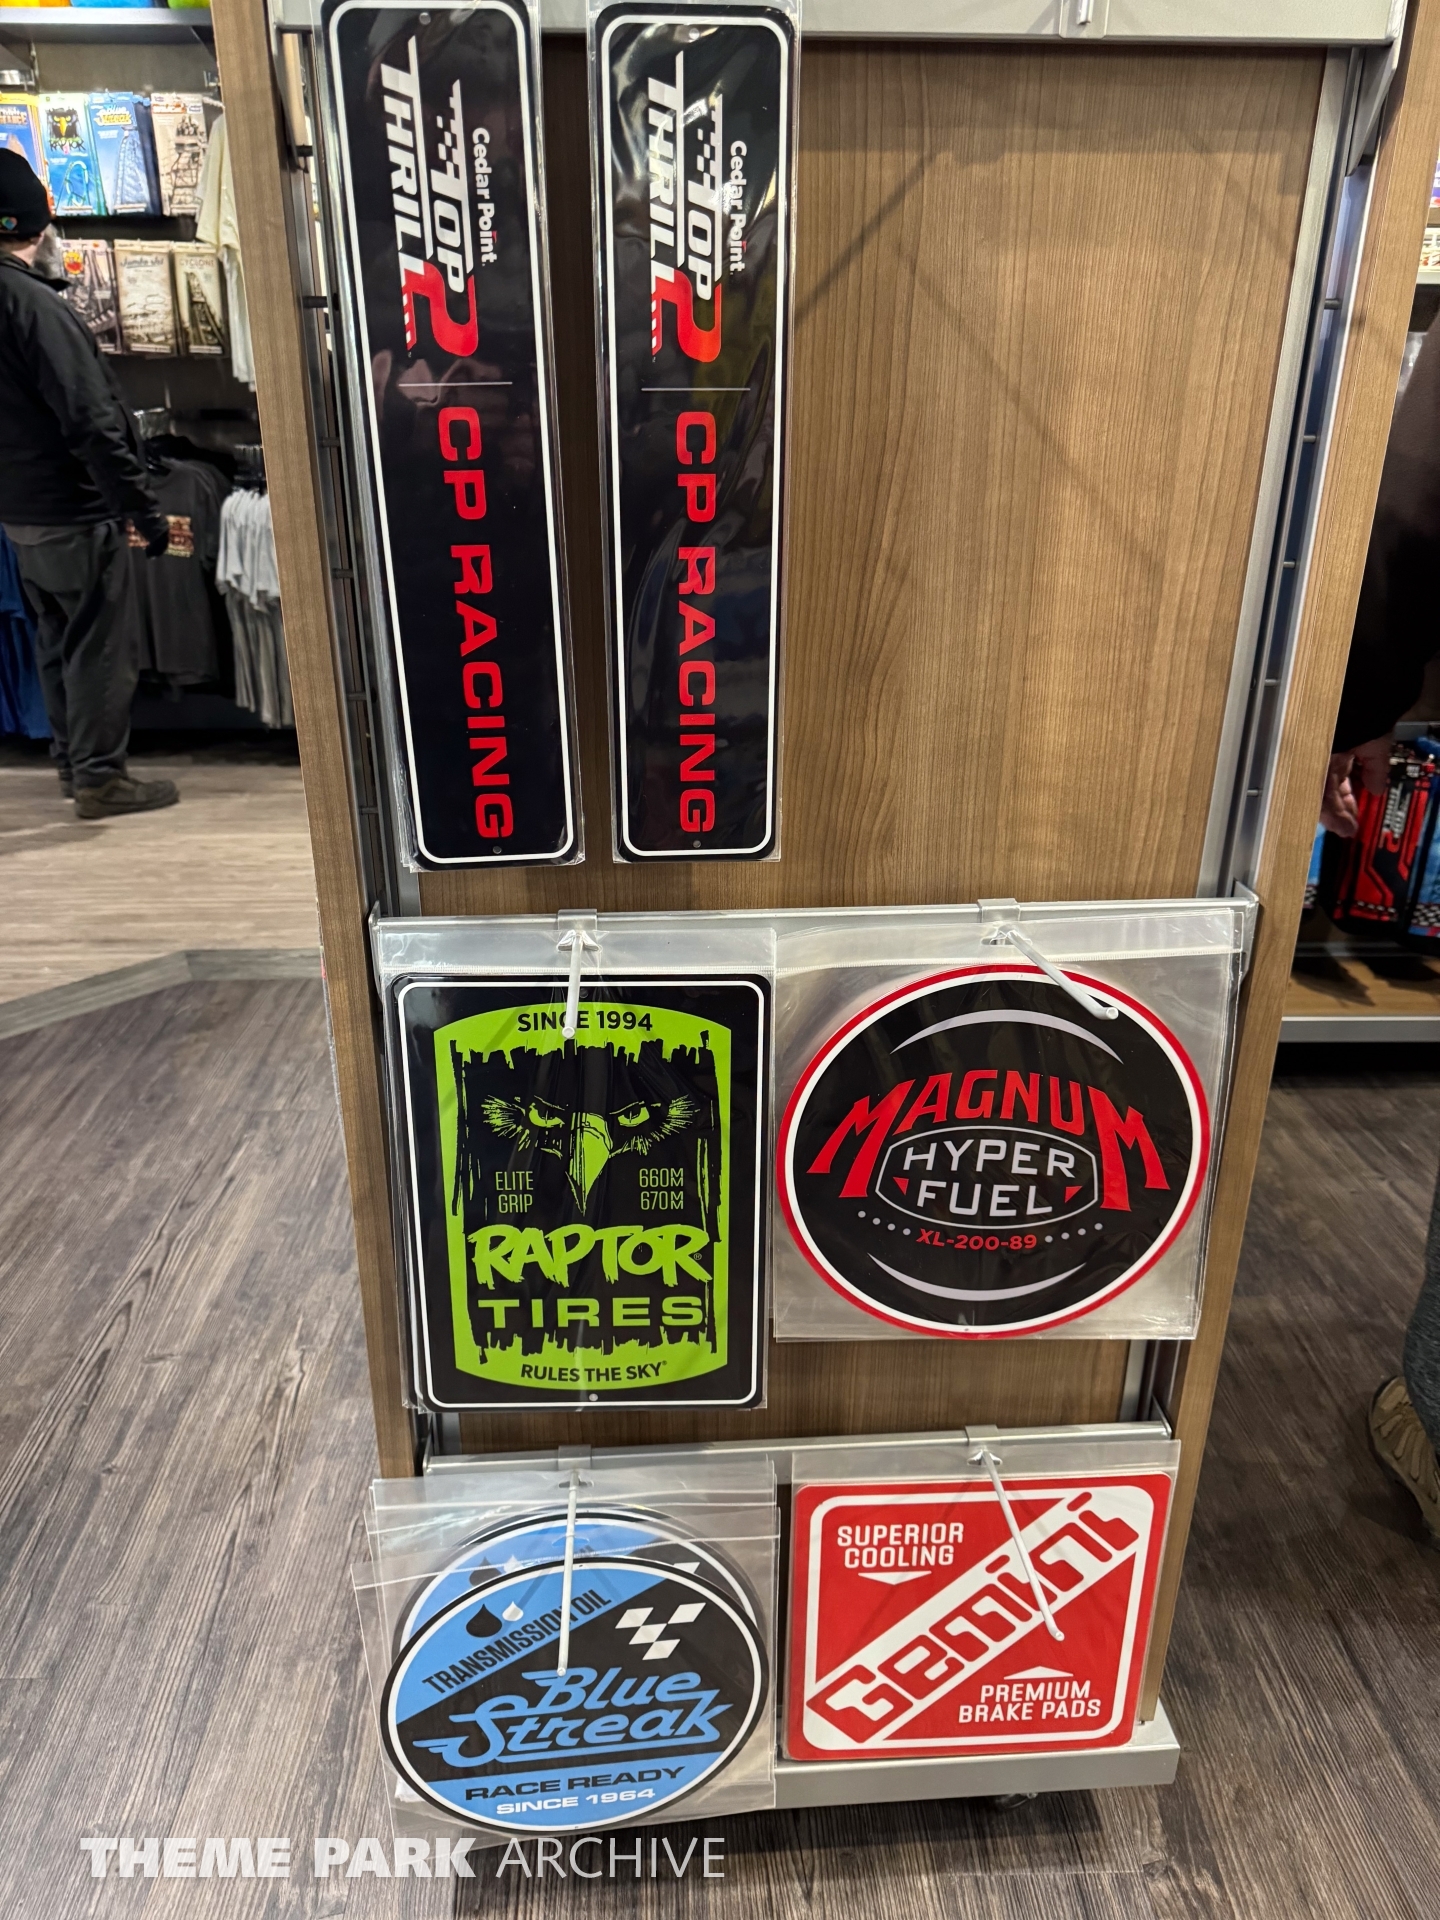 Cedar Point
TOP
THRILL 2
CP RACING
Cedar Point
TOP
THRILL 2
CP RACING
RAPTOR
SINCE 1994
ELITE
GRIP
660M
670M
RAPTOR®
TIRES
RULES THE SKY®
MAGNUM
HYPER
FUEL
XL-200-89
TRANSMISSION OIL
Blue
Streak
RACE READY
SINCE 1964
SUPERIOR
COOLING
Gemini
PREMIUM
BRAKE PADS
THEME PARK ARCHIVE